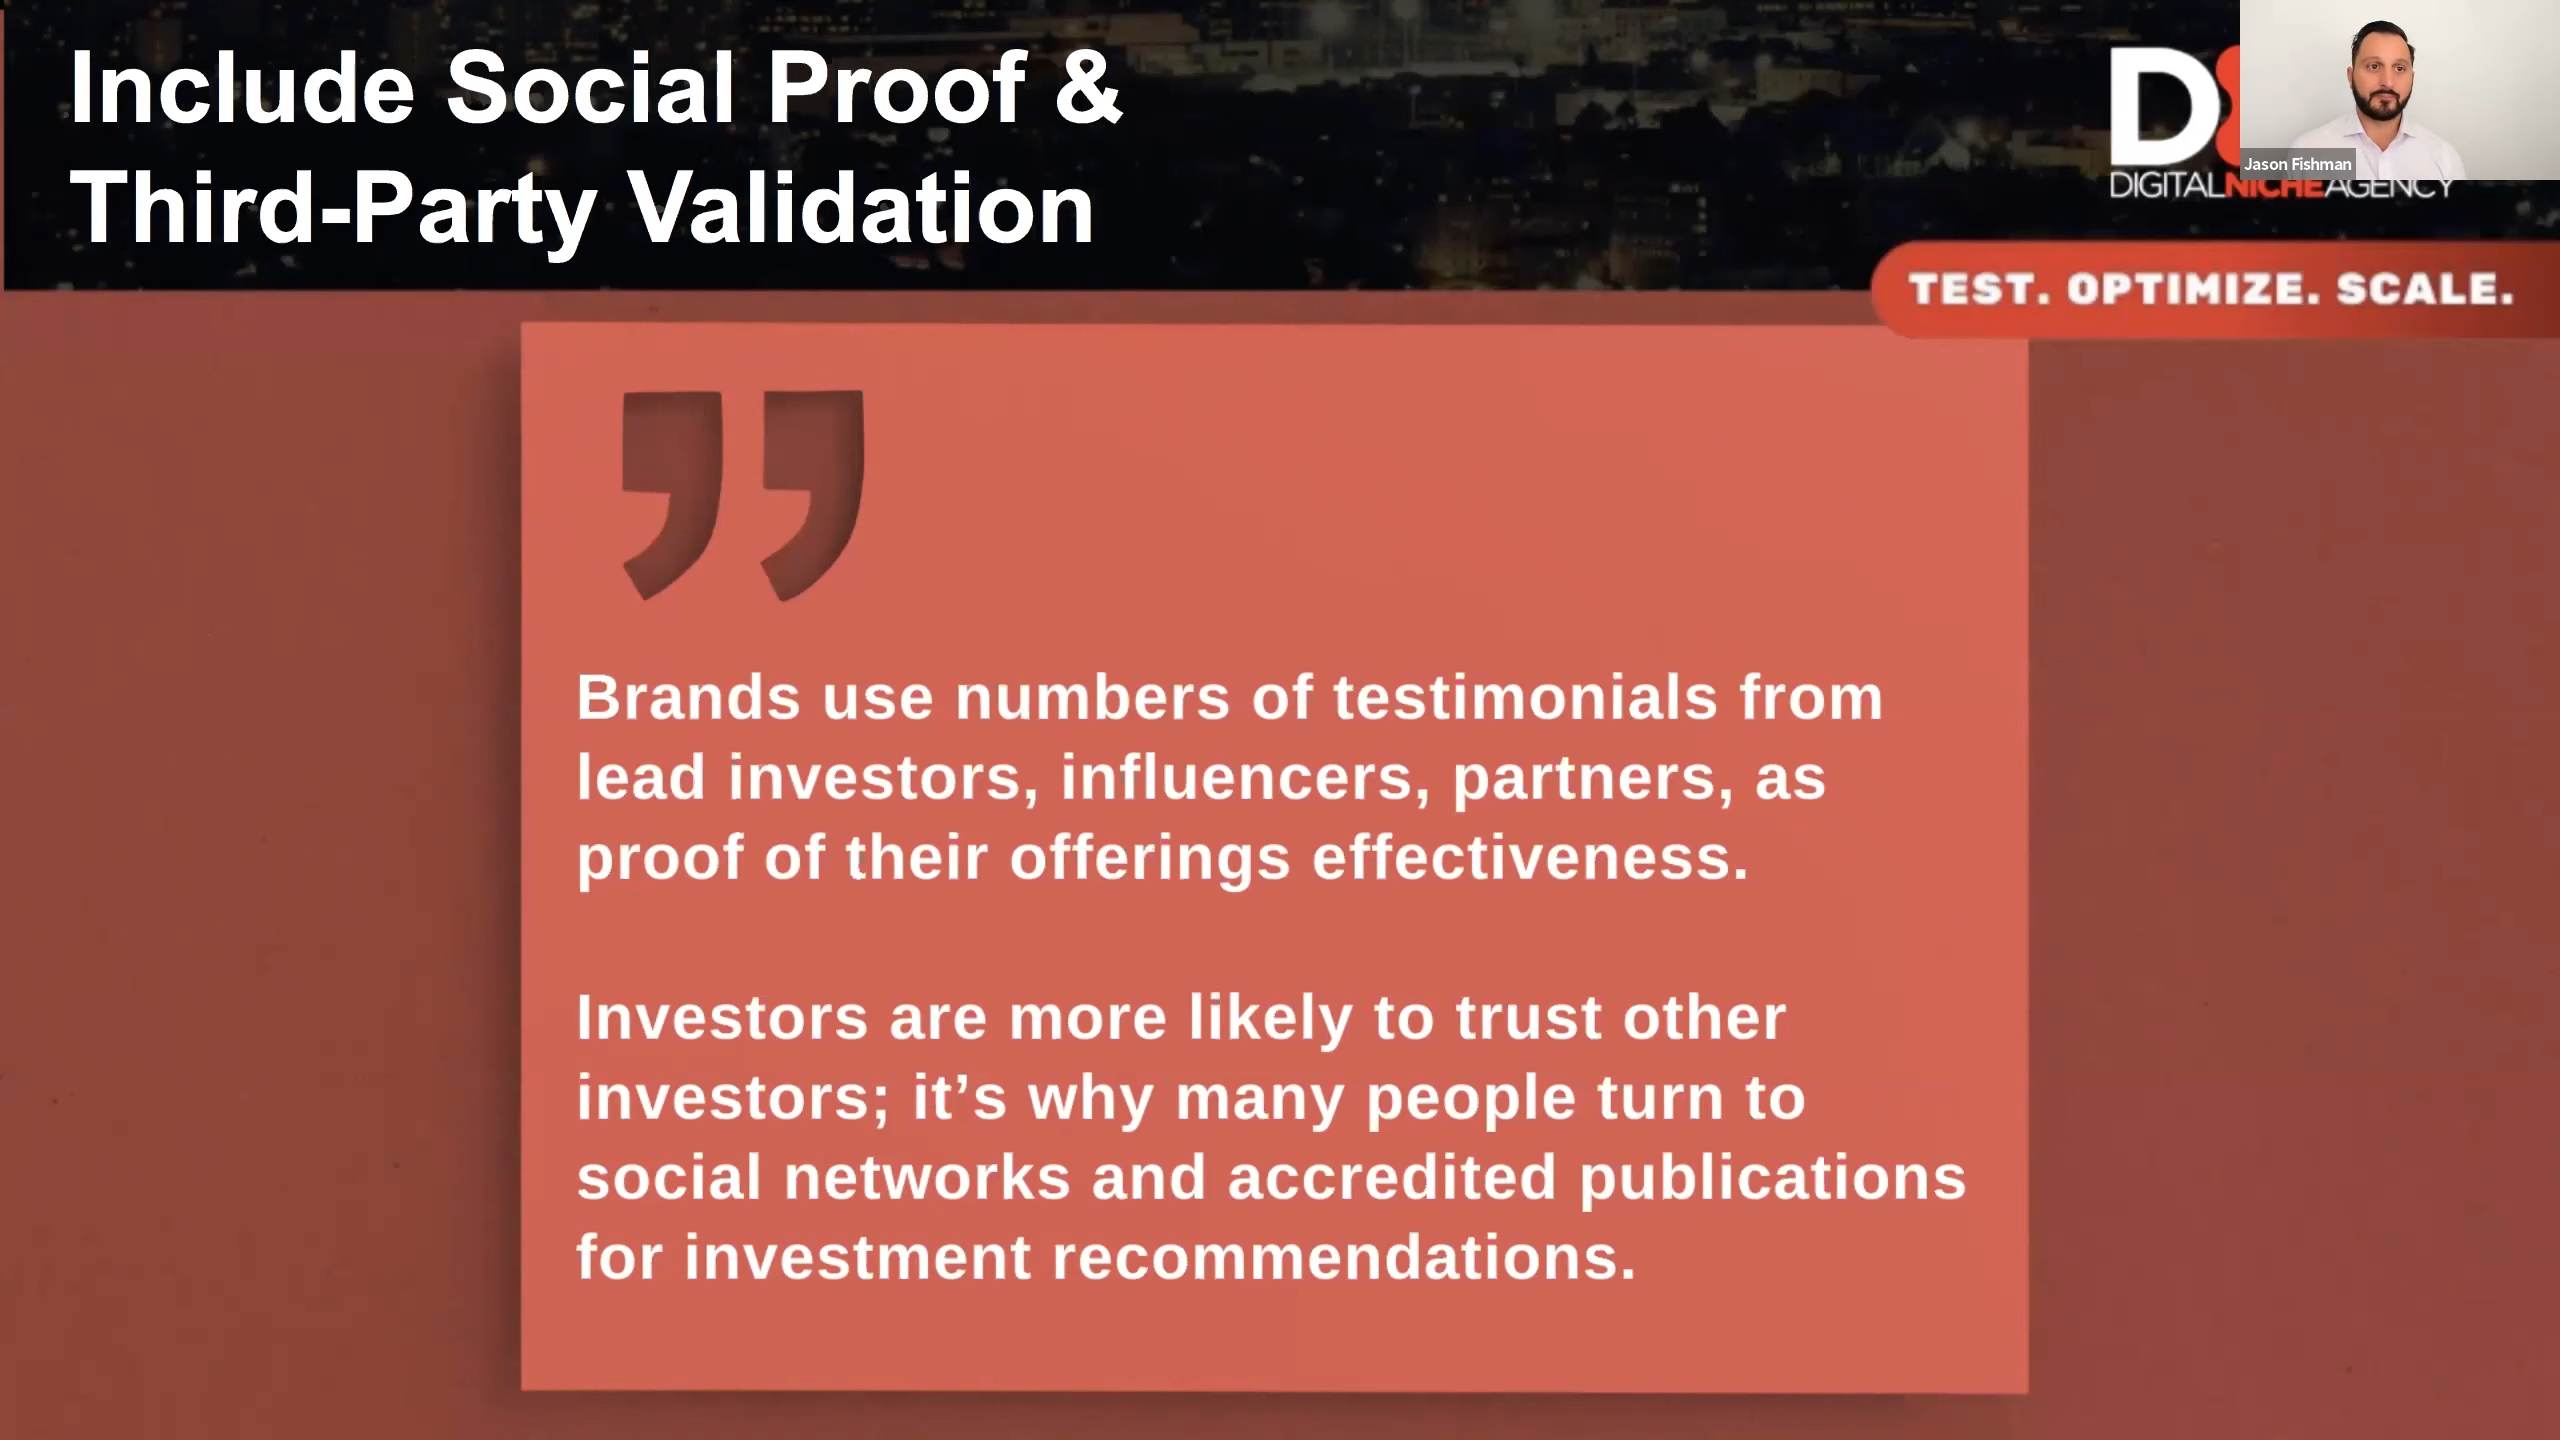 Include Social Proof &
Third-Party Validation
Jason Fishman
DIGITALNICHEAGENCY
TEST. OPTIMIZE. SCALE.
Brands use numbers of testimonials from
lead investors, influencers, partners, as
proof of their offerings effectiveness.
Investors are more likely to trust other
investors; it’s why many people turn to
social networks and accredited publications
for investment recommendations.